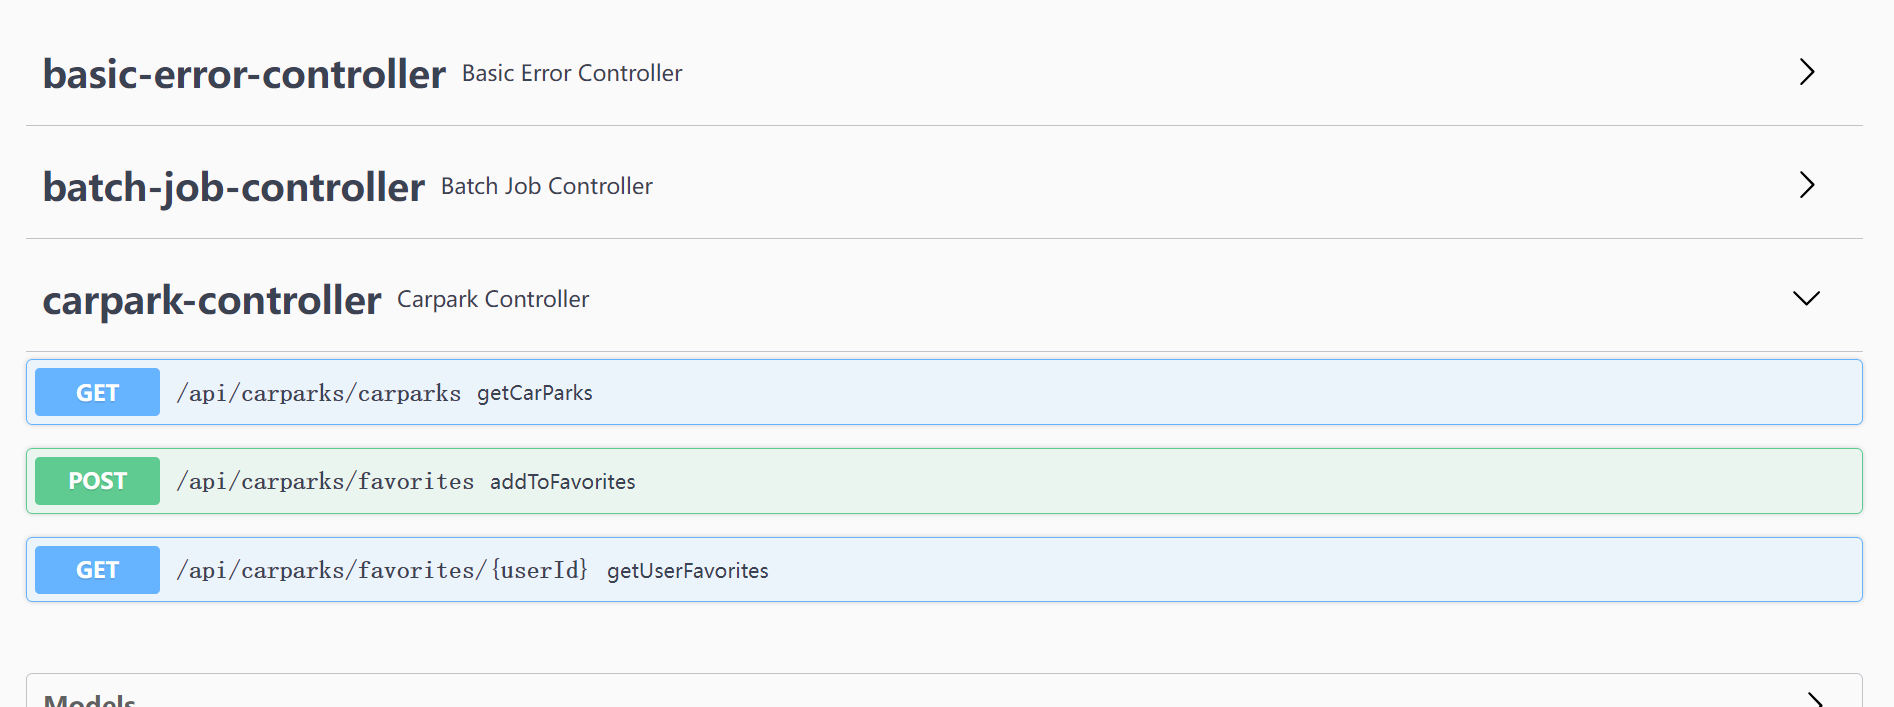 basic-error-controller Basic Error Controller
batch-job-controller Batch Job Controller
carpark-controller Carpark Controller
GET /api/carparks/carparks getCarParks
POST /api/carparks/favorites addToFavorites
GET /api/carparks/favorites/{userId} getUserFavorites
Models